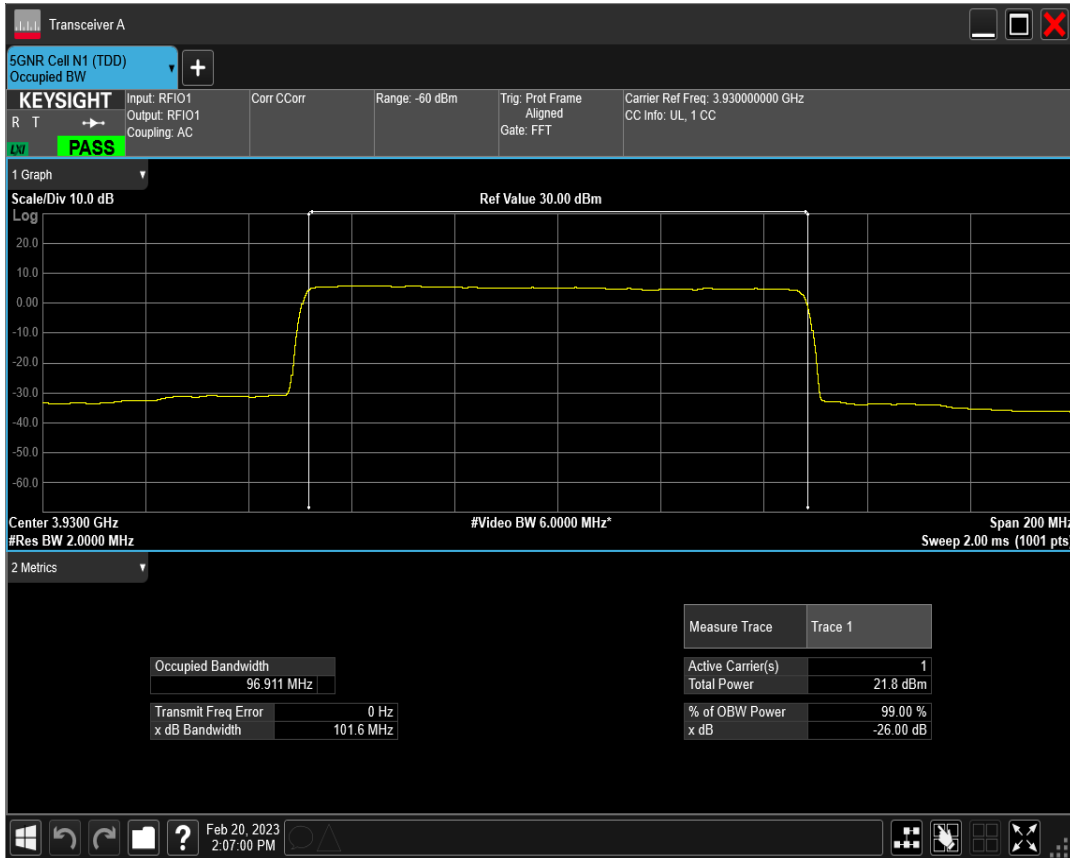 Transceiver A
5GNR Cell N1 (TDD)
Occupied BW
+
KEYSIGHT
R T
LXI
PASS
Input: RFIO1
Output: RFIO1
Coupling: AC
Corr CCorr
Range: -60 dBm
Trig: Prot Frame
Aligned
Gate: FFT
Carrier Ref Freq: 3.930000000 GHz
CC Info: UL, 1 CC
1 Graph
Scale/Div 10.0 dB
Ref Value 30.00 dBm
Log
20.0
10.0
0.00
-10.0
-20.0
-30.0
-40.0
-50.0
-60.0
Center 3.9300 GHz
#Video BW 6.0000 MHz*
Span 200 MHz
#Res BW 2.0000 MHz
Sweep 2.00 ms (1001 pts)
2 Metrics
Measure Trace Trace 1
Occupied Bandwidth
96.911 MHz
Transmit Freq Error 0 Hz
x dB Bandwidth 101.6 MHz
Active Carrier(s) 1
Total Power 21.8 dBm
% of OBW Power 99.00 %
x dB -26.00 dB
?
Feb 20, 2023
2:07:00 PM